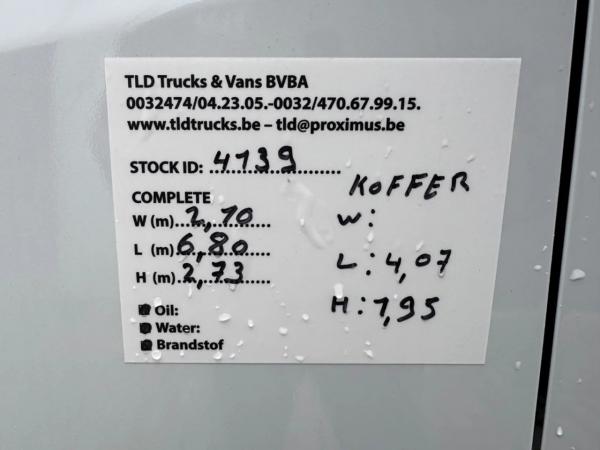 TLD Trucks & Vans BVBA
0032474/04.23.05.-0032/470.67.99.15.
www.tldtrucks.be – tld@proximus.be
STOCK ID: 4139
COMPLETE
W (m) 2,10
L (m) 6,80
H (m) 2,73
Oil:
Water:
Brandstof
KOFFER
W:
L: 4,07
H: 1,95